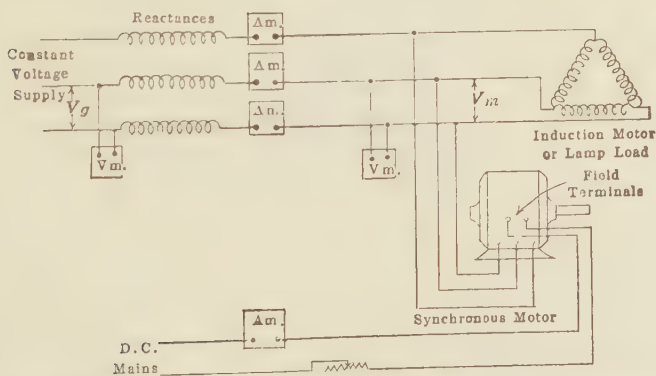 Reactances
Am.
Constant
Voltage
Supply
Am
Vg
An.
Vm
Vm.
Vm.
Induction Motor
or Lamp Load
Field
Terminals
Synchronous Motor
Am.
D.C.
Mains